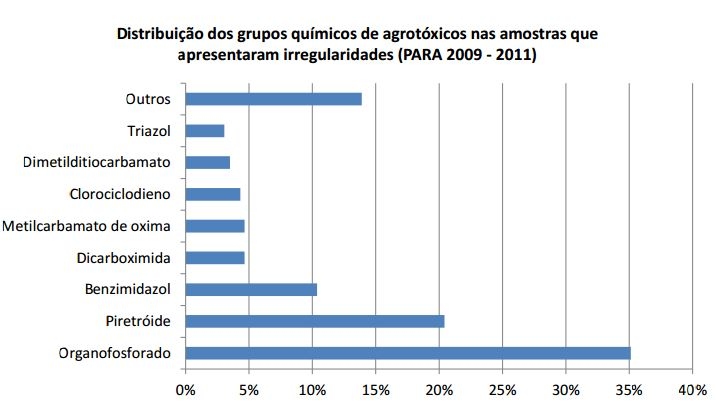 Distribuição dos grupos químicos de agrotóxicos nas amostras que
apresentaram irregularidades (PARA 2009 - 2011)
Outros
Triazol
Dimetilditiocarbamato
Clorociclodieno
Metilcarbamato de oxima
Dicarboximida
Benzimidazol
Piretróide
Organofosforado
0% 5% 10% 15% 20% 25% 30% 35% 40%